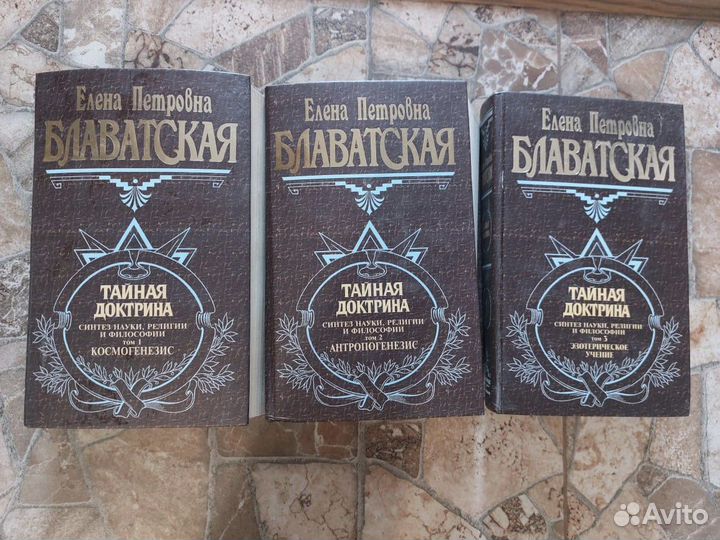 Елена Петровна
БЛАВАТСКАЯ
ТАЙНАЯ
ДОКТРИНА
СИНТЕЗ НАУКИ, РЕЛИГИИ
И ФИЛОСОФИИ
ТОМ 1
КОСМОГЕНЕЗИС
Елена Петровна
БЛАВАТСКАЯ
ТАЙНАЯ
ДОКТРИНА
СИНТЕЗ НАУКИ, РЕЛИГИИ
И ФИЛОСОФИИ
ТОМ 2
АНТРОПОГЕНЕЗИС
Елена Петровна
БЛАВАТСКАЯ
ТАЙНАЯ
ДОКТРИНА
СИНТЕЗ НАУКИ, РЕЛИГИИ
И ФИЛОСОФИИ
ТОМ 3
ЭЗОТЕРИЧЕСКОЕ
УЧЕНИЕ
Avito